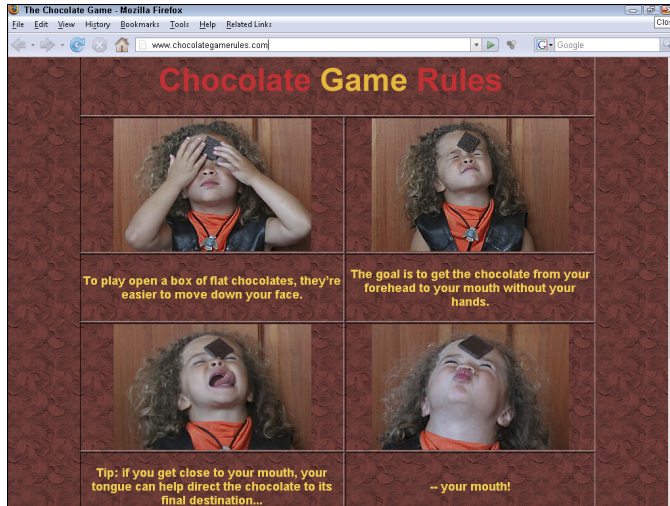 The Chocolate Game - Mozilla Firefox
Clos
File Edit View History Bookmarks Tools Help Related Links
www.chocolategamerules.com
G Google
Chocolate Game Rules
To play open a box of flat chocolates, they're
easier to move down your face.
The goal is to get the chocolate from your
forehead to your mouth without your
hands.
Tip: if you get close to your mouth, your
tongue can help direct the chocolate to its
final destination...
-- your mouth!